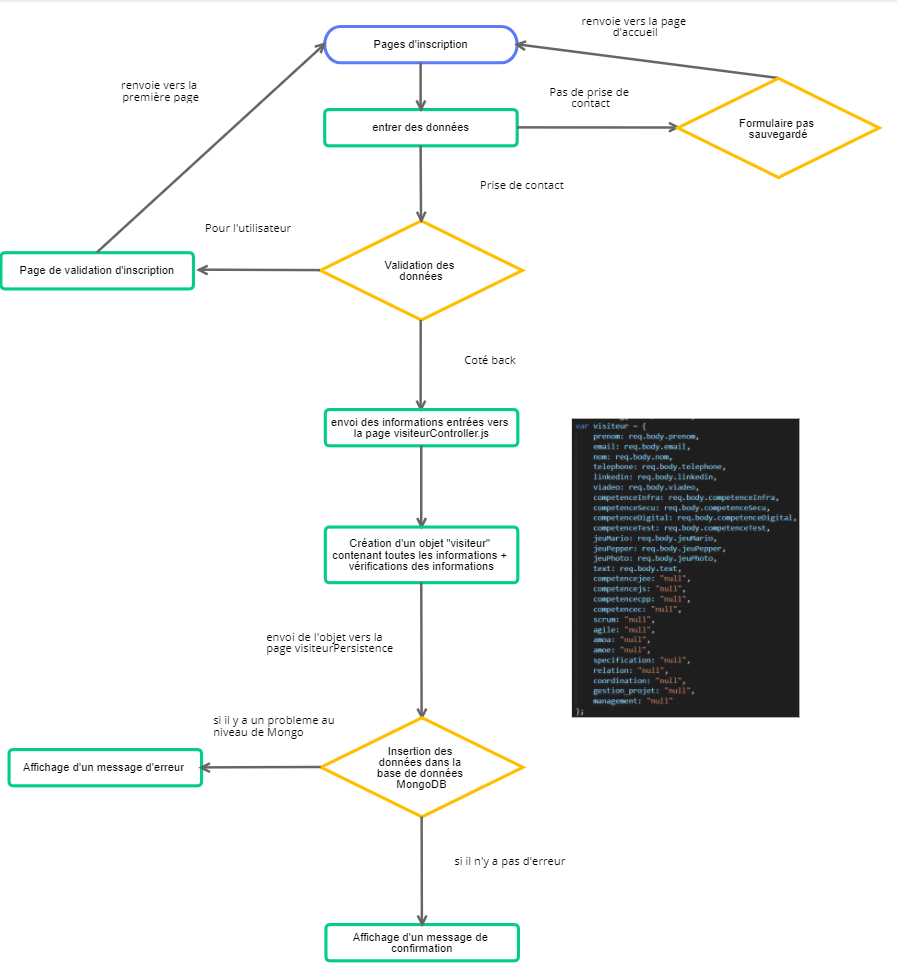 renvoie vers la page
d'accueil
Pages d'inscription
renvoie vers la
première page
Pas de prise de
contact
entrer des données
Formulaire pas
sauvegardé
Prise de contact
Pour l'utilisateur
Page de validation d'inscription
Validation des
données
Coté back
envoi des informations entrées vers
la page visiteurController.js
Création d'un objet "visiteur"
contenant toutes les informations +
vérifications des informations
var visiteur = {
prenom: req.body.prenom,
email: req.body.email,
nom: req.body.nom,
telephone: req.body.telephone,
linkedin: req.body.linkedin,
viadeo: req.body.viadeo,
competenceInfra: req.body.competenceInfra,
competenceSecu: req.body.competenceSecu,
competenceDigital: req.body.competenceDigital,
competenceTest: req.body.competenceTest,
jeuMario: req.body.jeuMario,
jeuPepper: req.body.jeuPepper,
jeuPhoto: req.body.jeuPhoto,
text: req.body.text,
competencejee: "null",
competencejs: "null",
competencecpp: "null",
competencec: "null",
scrum: "null",
agile: "null",
amoa: "null",
amoe: "null",
specification: "null",
relation: "null",
coordination: "null",
gestion_projet: "null",
management: "null"
};
envoi de l'objet vers la
page visiteurPersistence
si il y a un probleme au
niveau de Mongo
Affichage d'un message d'erreur
Insertion des
données dans la
base de données
MongoDB
si il n'y a pas d'erreur
Affichage d'un message de
confirmation